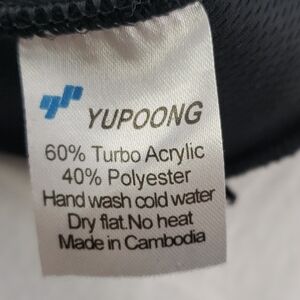 YUPOONG
60% Turbo Acrylic
40% Polyester
Hand wash cold water
Dry flat.No heat
Made in Cambodia